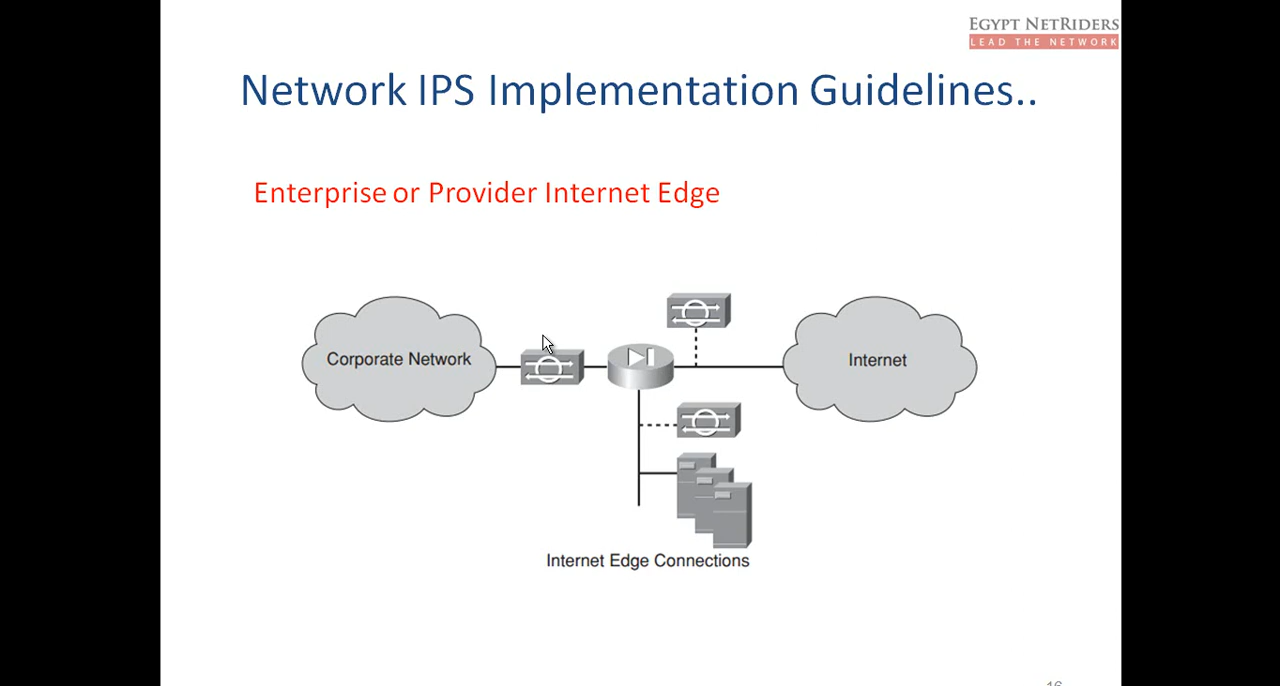 EGYPT NETRIDERS
LEAD THE NETWORK
Network IPS Implementation Guidelines..
Enterprise or Provider Internet Edge
Corporate Network
Internet
Internet Edge Connections
16